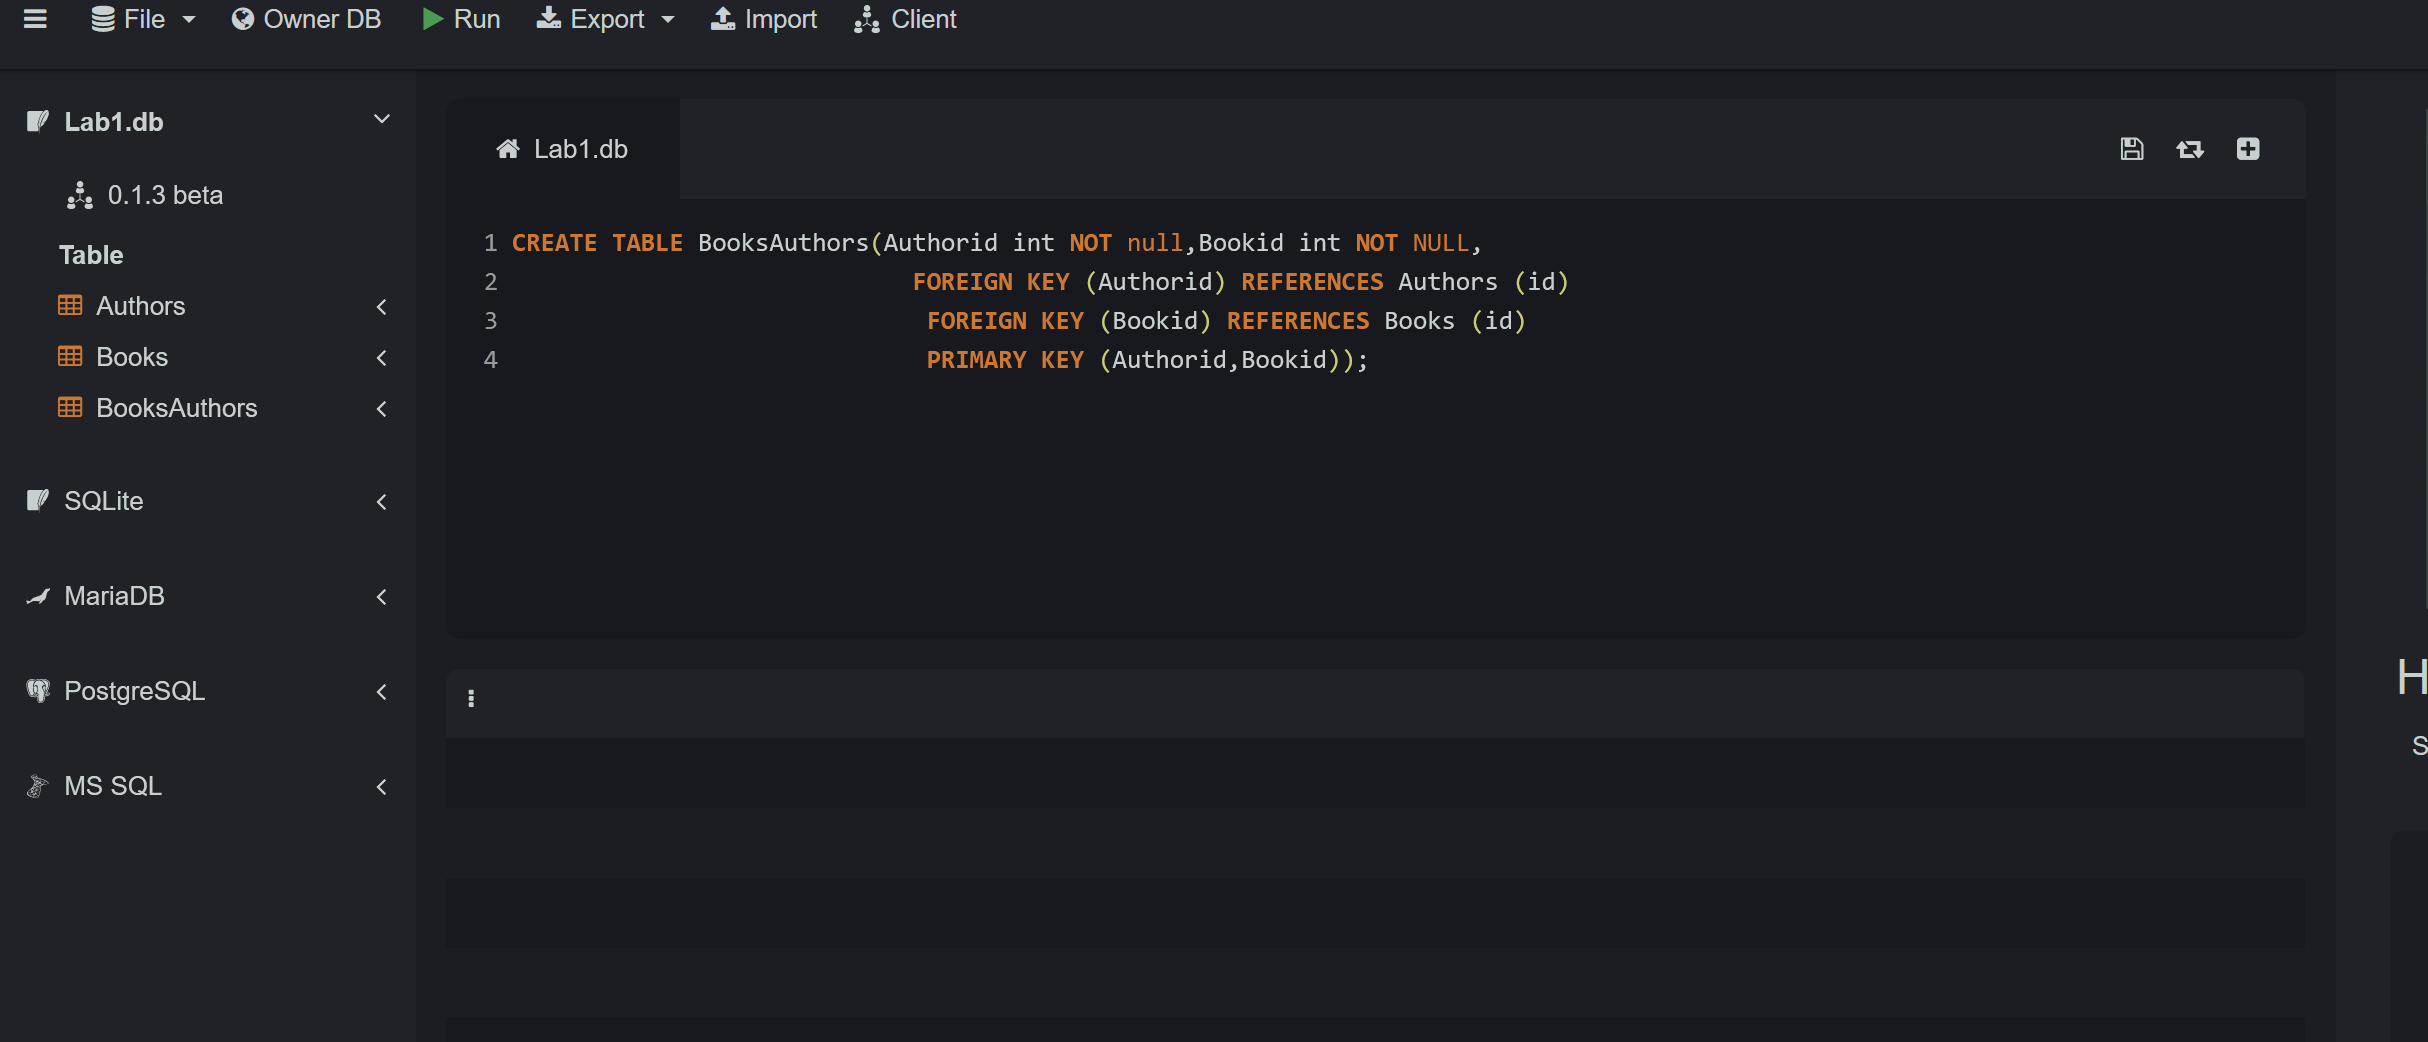 File Owner DB Run Export Import Client
Lab1.db
0.1.3 beta
Table
Authors
Books
BooksAuthors
SQLite
MariaDB
PostgreSQL
MS SQL
Lab1.db
1 CREATE TABLE BooksAuthors(Authorid int NOT null,Bookid int NOT NULL,
2 FOREIGN KEY (Authorid) REFERENCES Authors (id)
3 FOREIGN KEY (Bookid) REFERENCES Books (id)
4 PRIMARY KEY (Authorid,Bookid));